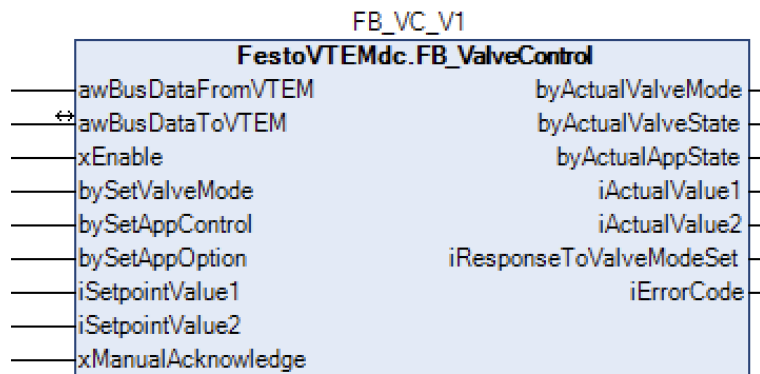 FB_VC_V1
FestoVTEMdc.FB_ValveControl
awBusDataFromVTEM byActualValveMode
awBusDataToVTEM byActualValveState
xEnable byActualAppState
bySetValveMode iActualValue1
bySetAppControl iActualValue2
bySetAppOption iResponseToValveModeSet
iSetpointValue1 iErrorCode
iSetpointValue2
xManualAcknowledge